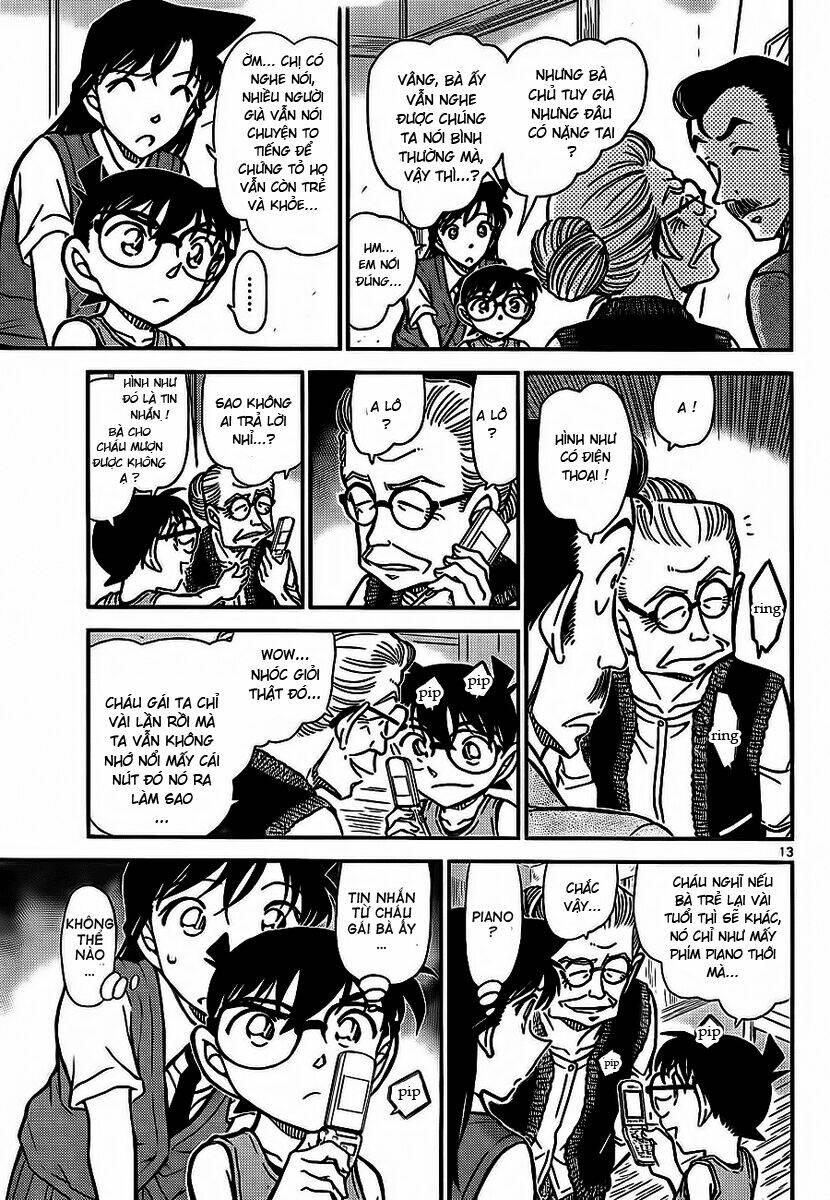 NHƯNG BÀ
CHỦ TUY GIÀ
NHƯNG ĐÂU
CÓ NẶNG TAI
?
VÂNG, BÀ ẤY
VẪN NGHE
ĐƯỢC CHÚNG
TA NÓI BÌNH
THƯỜNG MÀ,
VẬY THÌ...?
HM...
EM NÓI
ĐÚNG...
ỜM... CHỊ CÓ
NGHE NÓI,
NHIỀU NGƯỜI
GIÀ VẪN NÓI
CHUYỆN TO
TIẾNG ĐỂ
CHỨNG TỎ HỌ
VẪN CÒN TRẺ
VÀ KHỎE...
......
A !
HÌNH NHƯ
CÓ ĐIỆN
THOẠI !
ring
ring
A LÔ
?
A LÔ
?
SAO KHÔNG
AI TRẢ LỜI
NHỈ...?
HÌNH NHƯ
ĐÓ LÀ TIN
NHẮN !
BÀ CHO
CHÁU MƯỢN
ĐƯỢC KHÔNG
Ạ ?
pip
pip
WOW...
NHÓC GIỎI
THẬT ĐÓ...
CHÁU GÁI TA CHỈ
VÀI LẦN RỒI MÀ
TA VẪN KHÔNG
NHỚ NỔI MẤY CÁI
NÚT ĐÓ NÓ RA
LÀM SAO
...
13
CHÁU NGHĨ NẾU
BÀ TRẺ LẠI VÀI
TUỔI THÌ SẼ KHÁC,
NÓ CHỈ NHƯ MẤY
PHÍM PIANO THÔI
MÀ...
CHẮC
VẬY...
PIANO ?
pip
pip
TIN NHẮN
TỪ CHÁU
GÁI BÀ ẤY
...
KHÔNG
THỂ
NÀO
...
pip